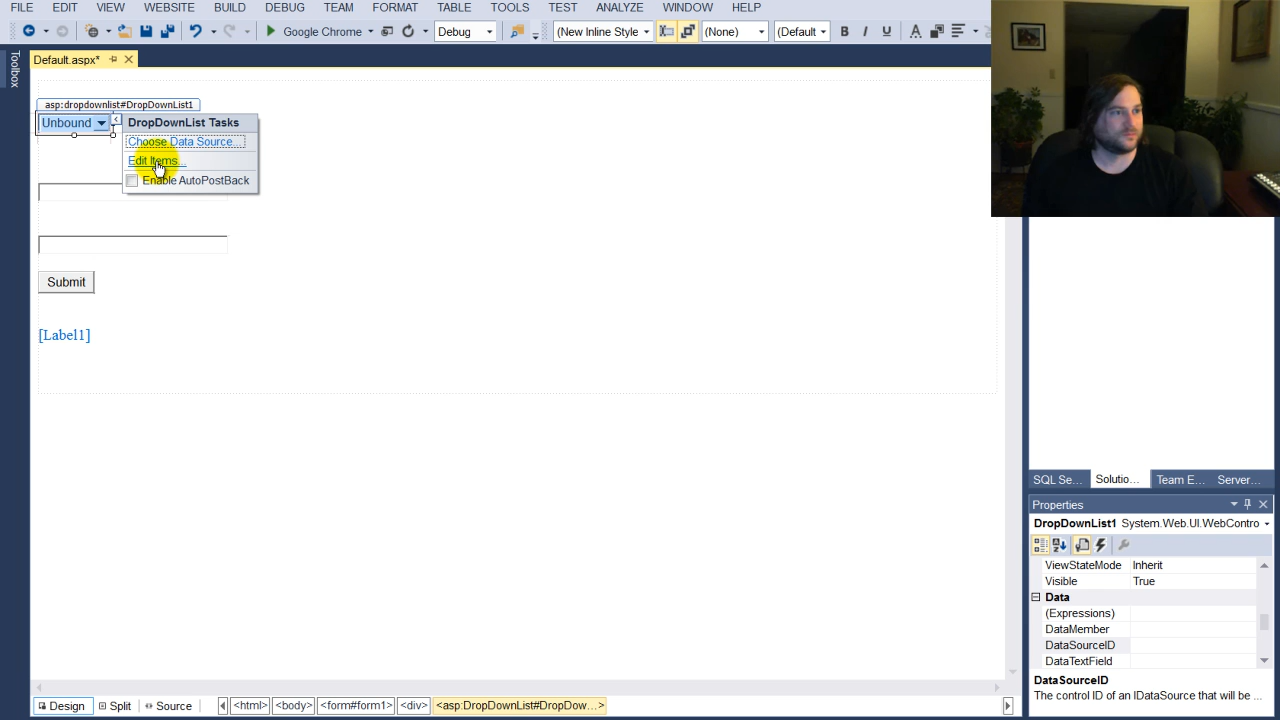 FILE EDIT VIEW WEBSITE BUILD DEBUG TEAM FORMAT TABLE TOOLS TEST ANALYZE WINDOW HELP
Google Chrome Debug (New Inline Style (None) (Default B I U A
Toolbox
Default.aspx*
asp:dropdownlist#DropDownList1
Unbound
DropDownList Tasks
Choose Data Source...
Edit Items...
Enable AutoPostBack
Submit
[Label1]
SQL Se... Solutio... Team E... Server...
Properties
DropDownList1 System.Web.UI.WebContro
ViewStateMode Inherit
Visible True
Data
(Expressions)
DataMember
DataSourceID
DataTextField
DataSourceID
The control ID of an IDataSource that will be ...
Design Split Source <html> <body> <form#form1> <div> <asp:DropDownList#DropDow...>